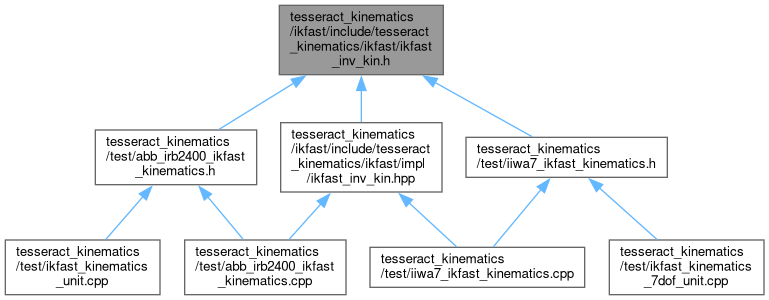 tesseract_kinematics
/ikfast/include/tesseract
_kinematics/ikfast/ikfast
_inv_kin.h
tesseract_kinematics
/test/abb_irb2400_ikfast
_kinematics.h
tesseract_kinematics
/ikfast/include/tesseract
_kinematics/ikfast/impl
/ikfast_inv_kin.hpp
tesseract_kinematics
/test/iiwa7_ikfast_kinematics.h
tesseract_kinematics
/test/ikfast_kinematics
_unit.cpp
tesseract_kinematics
/test/abb_irb2400_ikfast
_kinematics.cpp
tesseract_kinematics
/test/iiwa7_ikfast_kinematics.cpp
tesseract_kinematics
/test/ikfast_kinematics
_7dof_unit.cpp